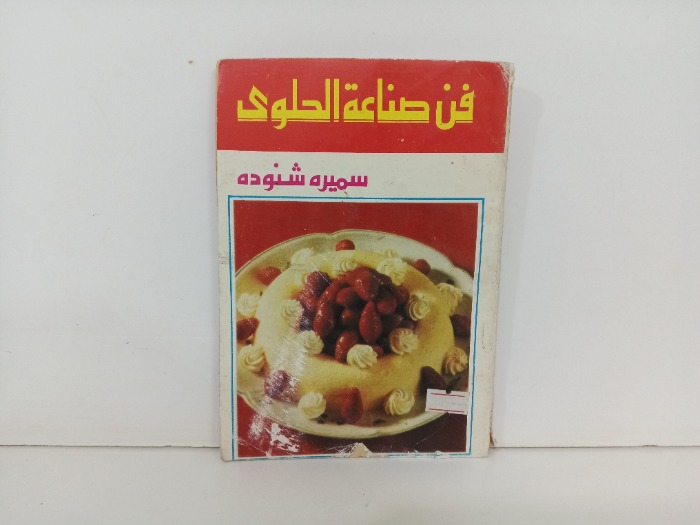 فن صناعة الحلوى
سميره شنوده